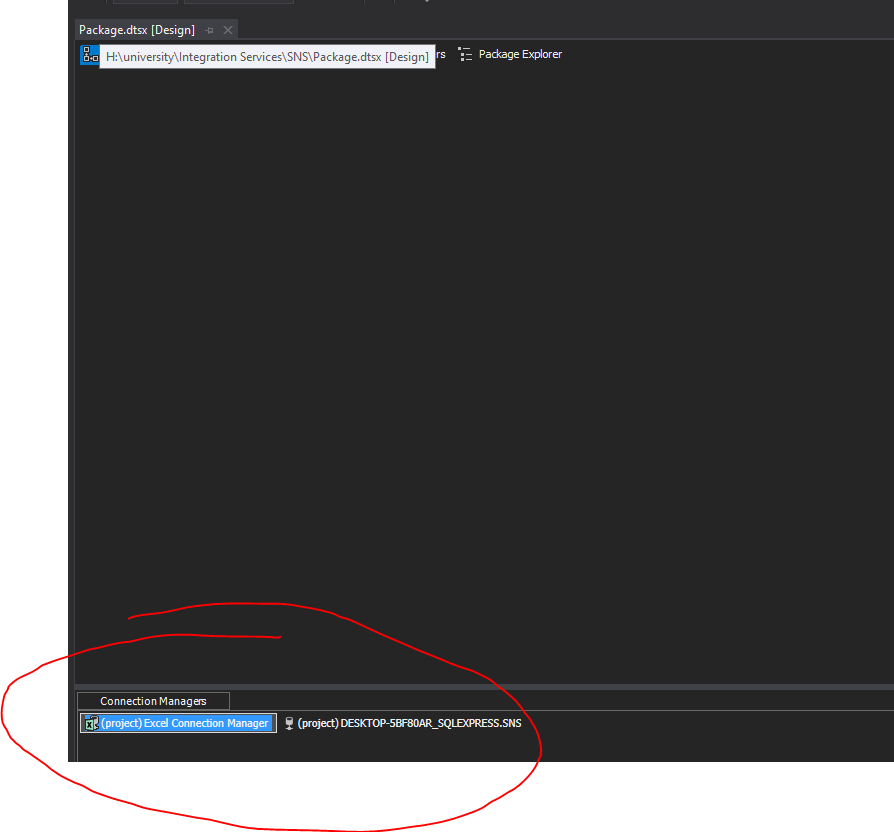 Package.dtsx [Design]
H:\university\Integration Services\SNS\Package.dtsx [Design] rs Package Explorer
Connection Managers
(project) Excel Connection Manager (project) DESKTOP-5BF80AR_SQLEXPRESS.SNS